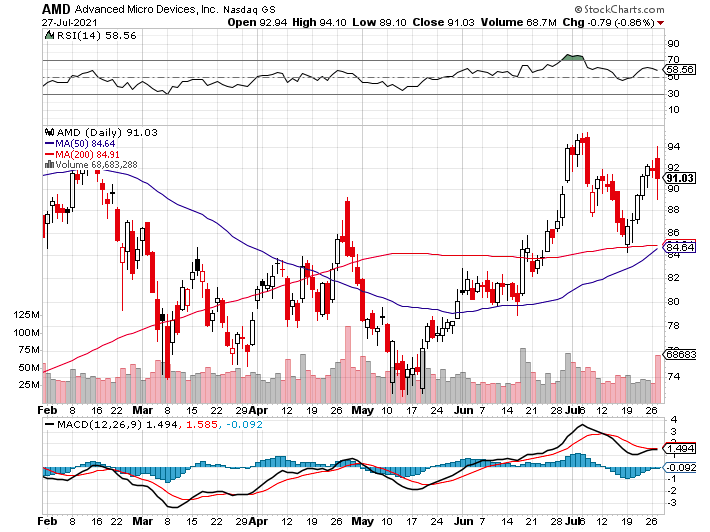 AMD Advanced Micro Devices, Inc. Nasdaq GS © StockCharts.com
27-Jul-2021 Open 92.94 High 94.10 Low 89.10 Close 91.03 Volume 68.7M Chg -0.79 (-0.86%)
RSI(14) 58.56
90
70
58.56
50
30
10
AMD (Daily) 91.03
MA(50) 84.64
MA(200) 84.91
Volume 68,683,288
94
92
91.03
90
88
86
84.64
84
82
80
78
76
74
125M
100M
75M
50M
25M
68683
Feb 8 16 22 Mar 8 15 22 29 Apr 12 19 26 May 10 17 24 Jun 7 14 21 28 Jul 6 12 19 26
MACD(12,26,9) 1.494, 1.585, -0.092
4
3
2
1.494
1
-0.092
-1
-2
-3
Feb 8 16 22 Mar 8 15 22 29 Apr 12 19 26 May 10 17 24 Jun 7 14 21 28 Jul 6 12 19 26